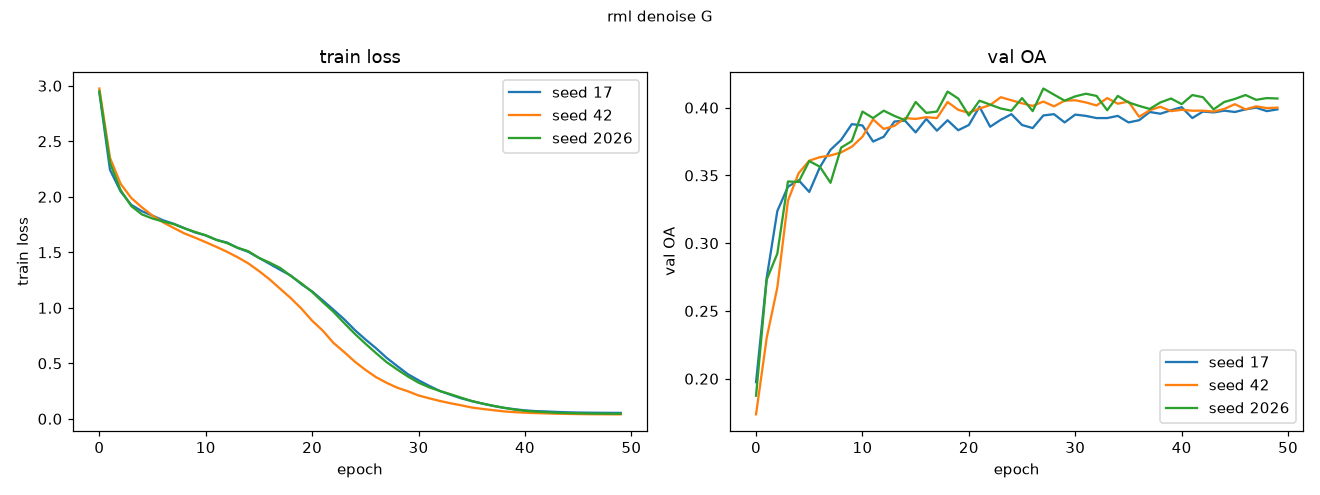 rml denoise G
train loss
train loss
3.0
2.5
2.0
1.5
1.0
0.5
0.0
0 10 20 30 40 50
epoch
seed 17
seed 42
seed 2026
val OA
val OA
0.40
0.35
0.30
0.25
0.20
0 10 20 30 40 50
epoch
seed 17
seed 42
seed 2026